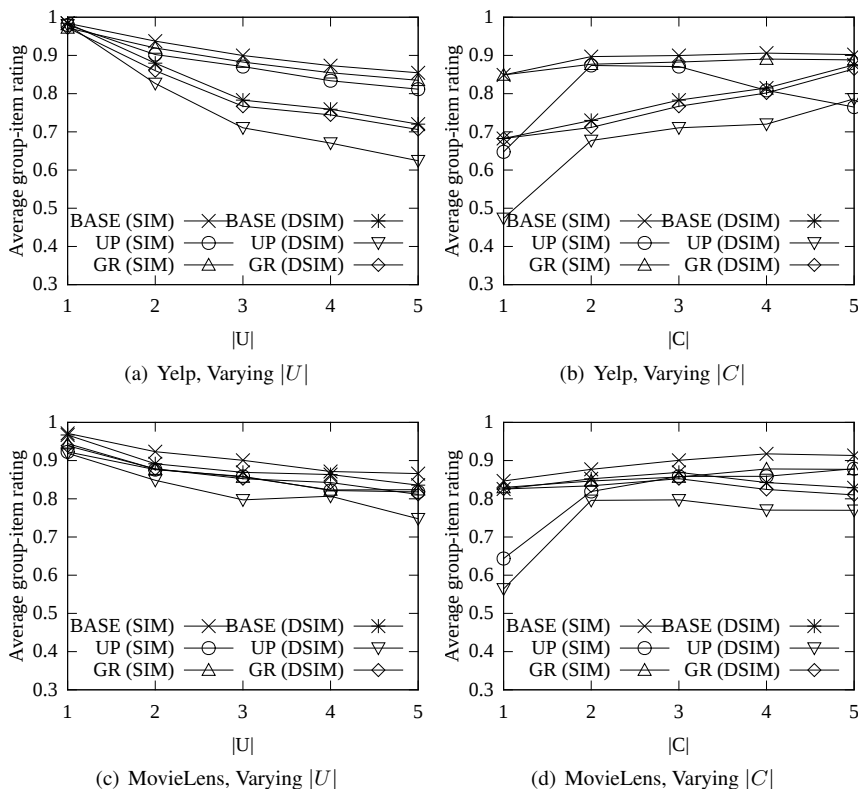 1
0.9
0.8
0.7
0.6
0.5
0.4
0.3
Average group-item rating
BASE (SIM) BASE (DSIM)
UP (SIM) UP (DSIM)
GR (SIM) GR (DSIM)
1 2 3 4 5
|U|
(a) Yelp, Varying |U|
1
0.9
0.8
0.7
0.6
0.5
0.4
0.3
Average group-item rating
BASE (SIM) BASE (DSIM)
UP (SIM) UP (DSIM)
GR (SIM) GR (DSIM)
1 2 3 4 5
|C|
(b) Yelp, Varying |C|
1
0.9
0.8
0.7
0.6
0.5
0.4
0.3
Average group-item rating
BASE (SIM) BASE (DSIM)
UP (SIM) UP (DSIM)
GR (SIM) GR (DSIM)
1 2 3 4 5
|U|
(c) MovieLens, Varying |U|
1
0.9
0.8
0.7
0.6
0.5
0.4
0.3
Average group-item rating
BASE (SIM) BASE (DSIM)
UP (SIM) UP (DSIM)
GR (SIM) GR (DSIM)
1 2 3 4 5
|C|
(d) MovieLens, Varying |C|